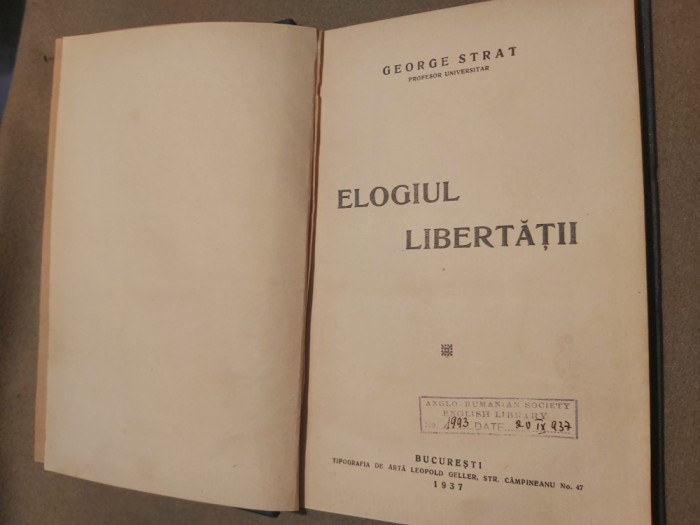 GEORGE STRAT
PROFESOR UNIVERSITAR
ELOGIUL
LIBERTĂȚII
ANGLO-RUMANIAN SOCIETY
ENGLISH LIBRARY
No. 1993 DATE 20 IX 937
BUCUREȘTI
TIPOGRAFIA DE ARTĂ LEOPOLD GELLER, STR. CÂMPINEANU No. 47
1937